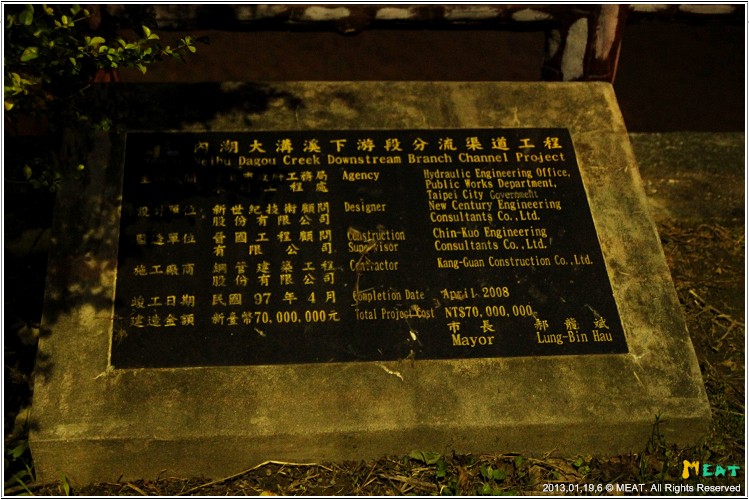 內湖大溝溪下游段分流渠道工程
Neihu Dagou Creek Downstream Branch Channel Project
工務局 Agency Hydraulic Engineering Office,
工程處 Public Works Department,
Taipei City Government
設計單位 新世紀技術顧問 Designer New Century Engineering
股份有限公司 Consultants Co.,Ltd.
監造單位 晉國工程顧問 Construction Chin-Kuo Engineering
有限公司 Supervisor Consultants Co.,Ltd.
施工廠商 鋼管建築工程 Contractor Kang-Guan Construction Co.,Ltd.
股份有限公司
竣工日期 民國 97 年 4 月 Completion Date April 2008
建造金額 新臺幣70,000,000元 Total Project Cost NT$70,000,000
市長 郝龍斌
Mayor Lung-Bin Hau
MEAT
2013,01,19,6 © MEAT. All Rights Reserved